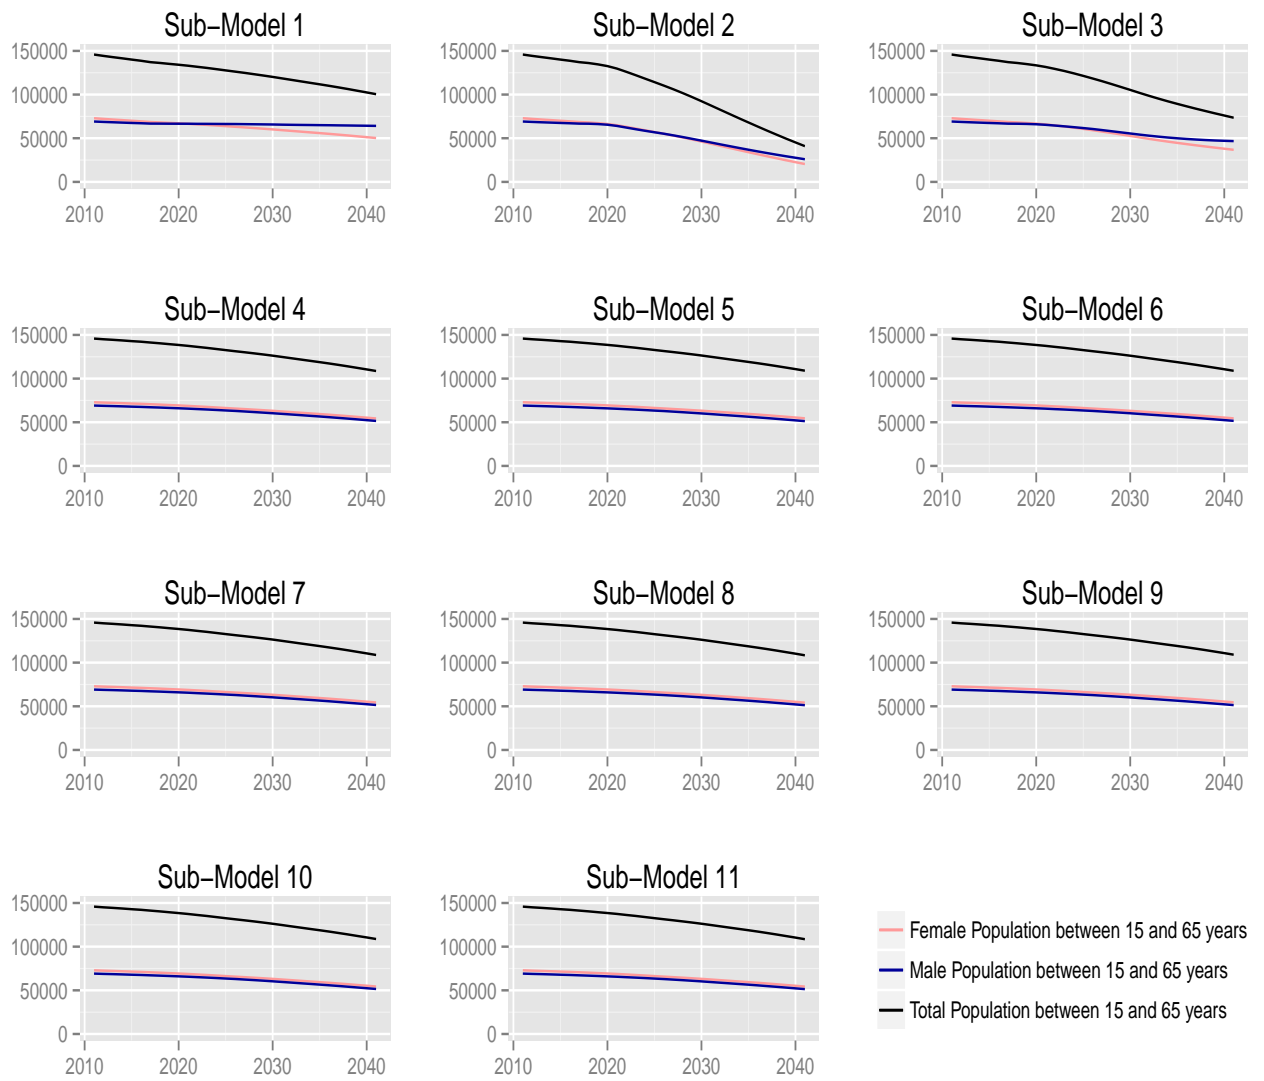 Sub−Model 1
150000
100000
50000
0
2010 2020 2030 2040
Sub−Model 2
150000
100000
50000
0
2010 2020 2030 2040
Sub−Model 3
150000
100000
50000
0
2010 2020 2030 2040
Sub−Model 4
150000
100000
50000
0
2010 2020 2030 2040
Sub−Model 5
150000
100000
50000
0
2010 2020 2030 2040
Sub−Model 6
150000
100000
50000
0
2010 2020 2030 2040
Sub−Model 7
150000
100000
50000
0
2010 2020 2030 2040
Sub−Model 8
150000
100000
50000
0
2010 2020 2030 2040
Sub−Model 9
150000
100000
50000
0
2010 2020 2030 2040
Sub−Model 10
150000
100000
50000
0
2010 2020 2030 2040
Sub−Model 11
150000
100000
50000
0
2010 2020 2030 2040
Female Population between 15 and 65 years
Male Population between 15 and 65 years
Total Population between 15 and 65 years